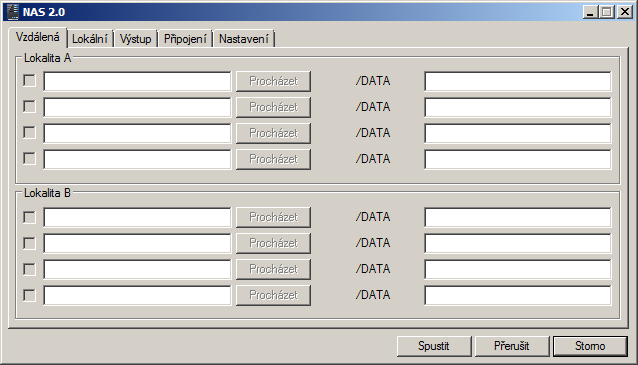 NAS 2.0
Vzdálená Lokální Výstup Připojení Nastavení
Lokalita A
Procházet /DATA
Procházet /DATA
Procházet /DATA
Procházet /DATA
Lokalita B
Procházet /DATA
Procházet /DATA
Procházet /DATA
Procházet /DATA
Spustit Přerušit Storno